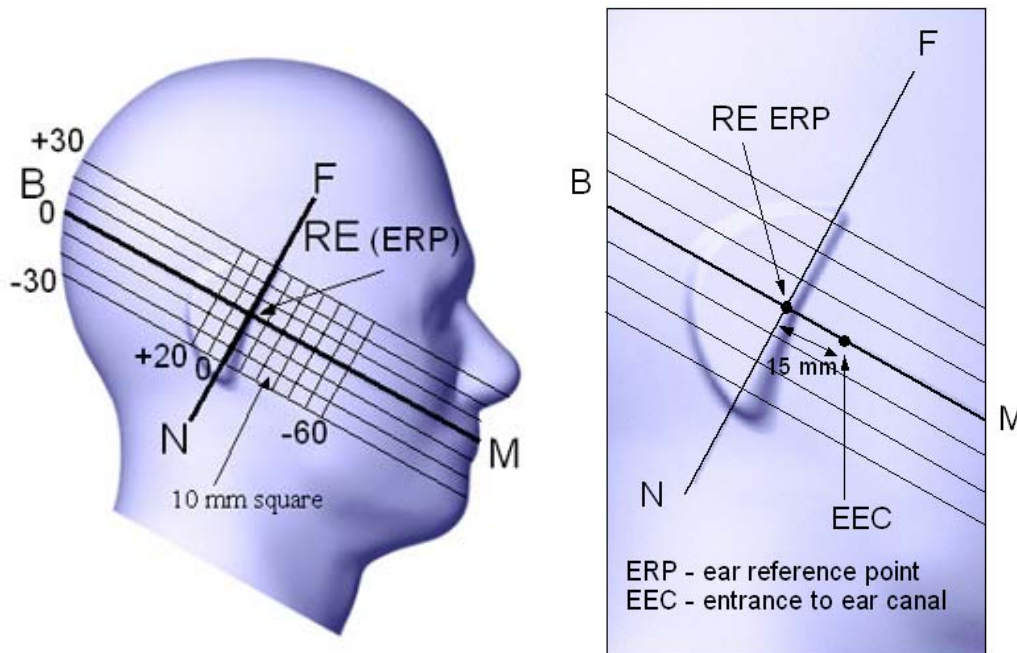 +30
B
0
-30
F
RE (ERP)
+20
0
N
-60
M
10 mm square
F
RE ERP
B
15 mm
M
N
EEC
ERP - ear reference point
EEC - entrance to ear canal